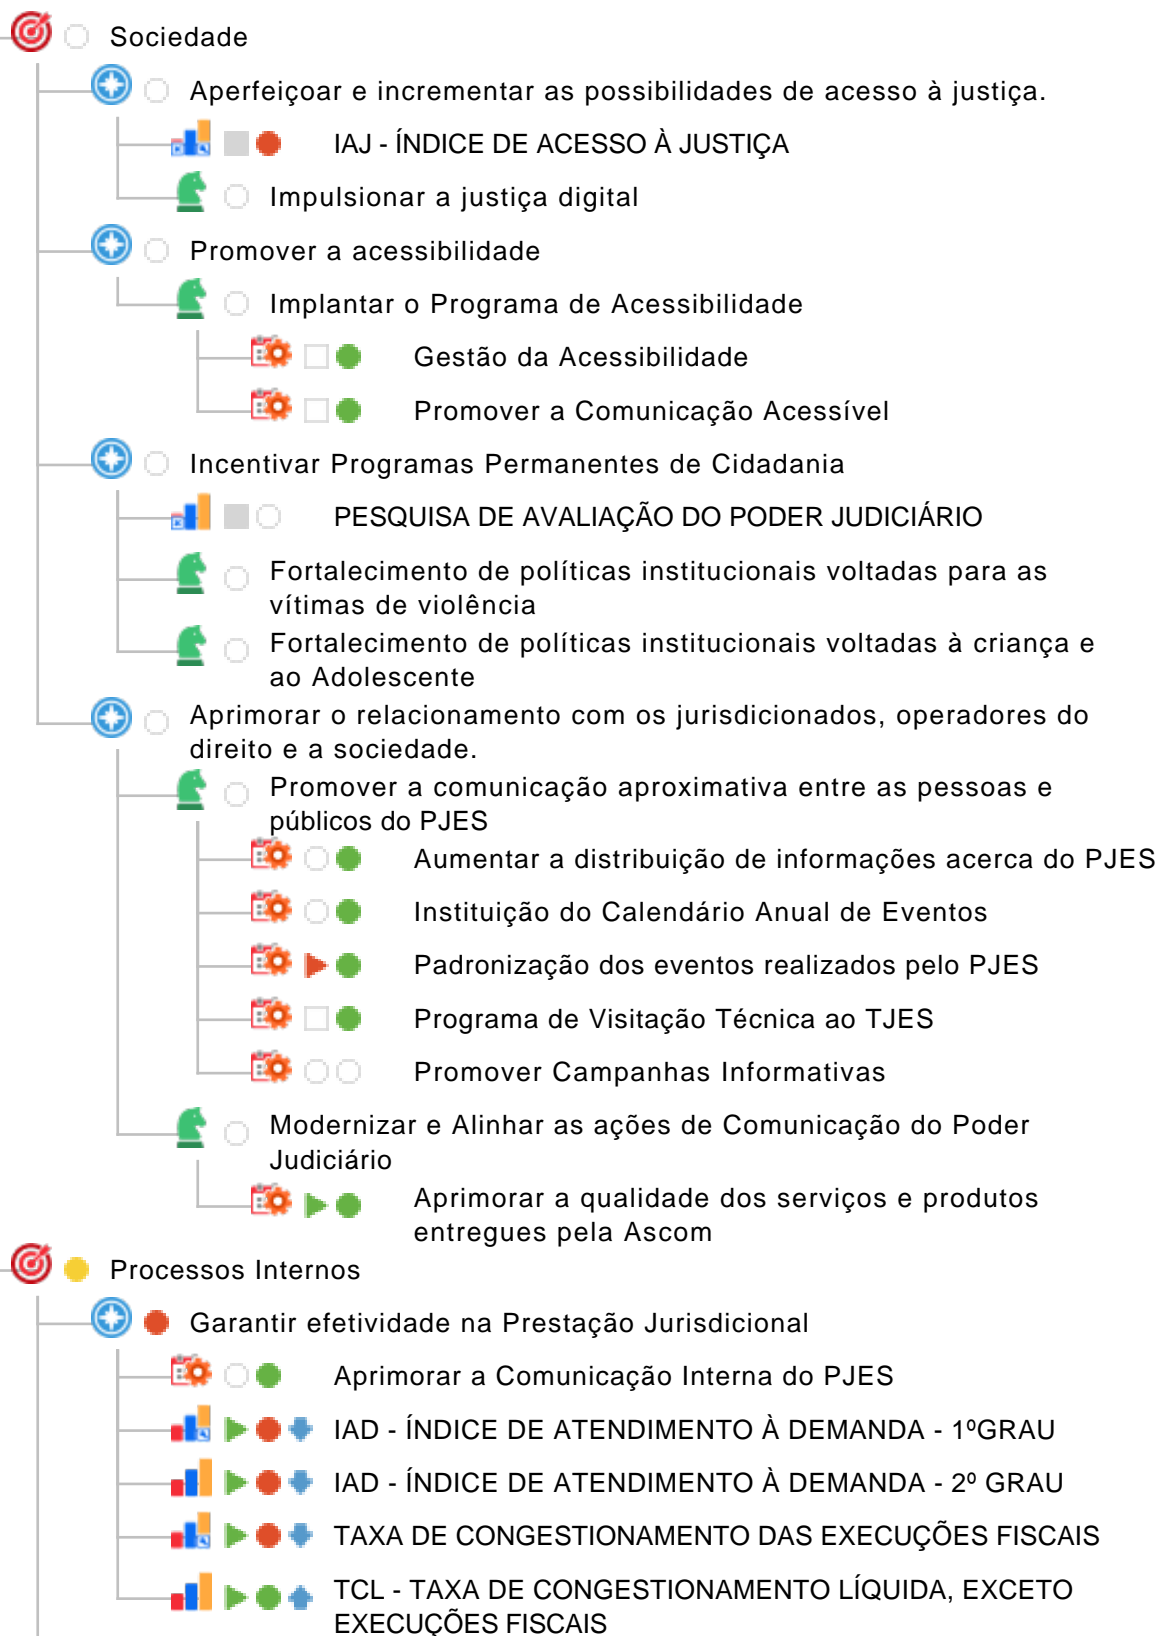 Sociedade
Aperfeiçoar e incrementar as possibilidades de acesso à justiça.
IAJ - ÍNDICE DE ACESSO À JUSTIÇA
Impulsionar a justiça digital
Promover a acessibilidade
Implantar o Programa de Acessibilidade
Gestão da Acessibilidade
Promover a Comunicação Acessível
Incentivar Programas Permanentes de Cidadania
PESQUISA DE AVALIAÇÃO DO PODER JUDICIÁRIO
Fortalecimento de políticas institucionais voltadas para as
vítimas de violência
Fortalecimento de políticas institucionais voltadas à criança e
ao Adolescente
Aprimorar o relacionamento com os jurisdicionados, operadores do
direito e a sociedade.
Promover a comunicação aproximativa entre as pessoas e
públicos do PJES
Aumentar a distribuição de informações acerca do PJES
Instituição do Calendário Anual de Eventos
Padronização dos eventos realizados pelo PJES
Programa de Visitação Técnica ao TJES
Promover Campanhas Informativas
Modernizar e Alinhar as ações de Comunicação do Poder
Judiciário
Aprimorar a qualidade dos serviços e produtos
entregues pela Ascom
Processos Internos
Garantir efetividade na Prestação Jurisdicional
Aprimorar a Comunicação Interna do PJES
IAD - ÍNDICE DE ATENDIMENTO À DEMANDA - 1ºGRAU
IAD - ÍNDICE DE ATENDIMENTO À DEMANDA - 2º GRAU
TAXA DE CONGESTIONAMENTO DAS EXECUÇÕES FISCAIS
TCL - TAXA DE CONGESTIONAMENTO LÍQUIDA, EXCETO
EXECUÇÕES FISCAIS